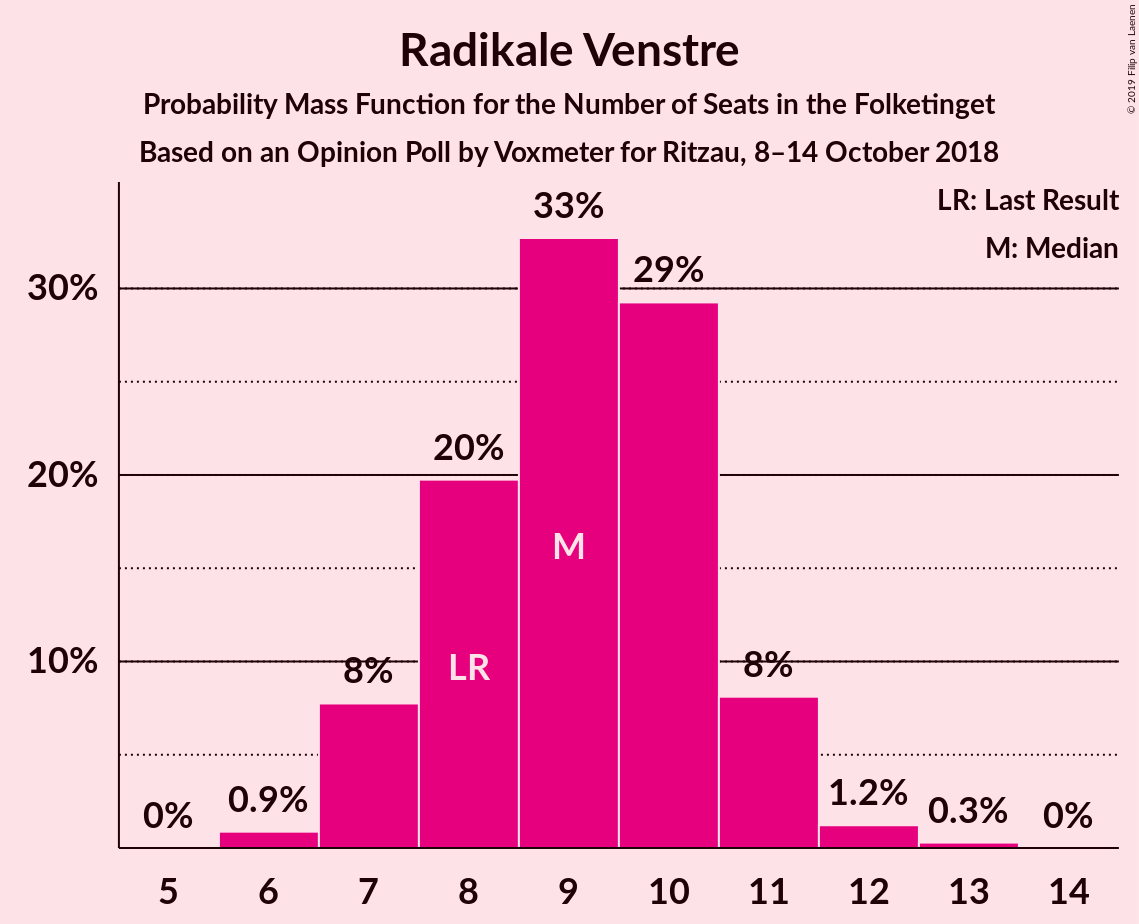 Radikale Venstre
Probability Mass Function for the Number of Seats in the Folketinget
Based on an Opinion Poll by Voxmeter for Ritzau, 8–14 October 2018
© 2019 Filip van Laenen
LR: Last Result
M: Median
33%
29%
30%
20%
20%
M
10%
8%
LR
8%
0%
0.9%
1.2%
0.3%
0%
5 6 7 8 9 10 11 12 13 14